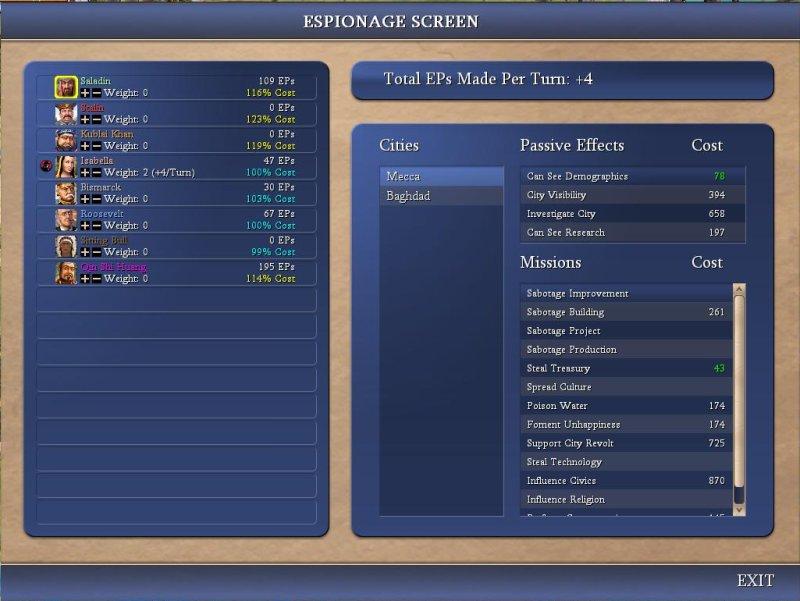 ESPIONAGE SCREEN
Saladin 109 EPs
Weight: 0 116% Cost
Stalin 0 EPs
Weight: 0 123% Cost
Kublai Khan 0 EPs
Weight: 0 119% Cost
Isabella 47 EPs
Weight: 2 (+4/Turn) 100% Cost
Bismarck 30 EPs
Weight: 0 103% Cost
Roosevelt 67 EPs
Weight: 0 100% Cost
Sitting Bull 0 EPs
Weight: 0 99% Cost
Qin Shi Huang 195 EPs
Weight: 0 114% Cost
Total EPs Made Per Turn: +4
Cities
Mecca
Baghdad
Passive Effects Cost
Can See Demographics 78
City Visibility 394
Investigate City 658
Can See Research 197
Missions Cost
Sabotage Improvement
Sabotage Building 261
Sabotage Project
Sabotage Production
Steal Treasury 43
Spread Culture
Poison Water 174
Foment Unhappiness 174
Support City Revolt 725
Steal Technology
Influence Civics 870
Influence Religion
EXIT